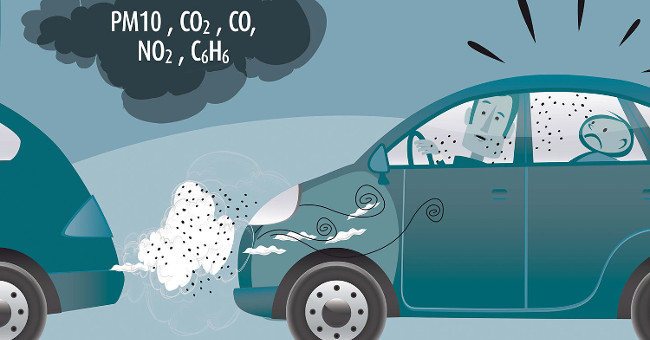 PM10 , CO₂ , CO,
NO₂ , C₆H₆